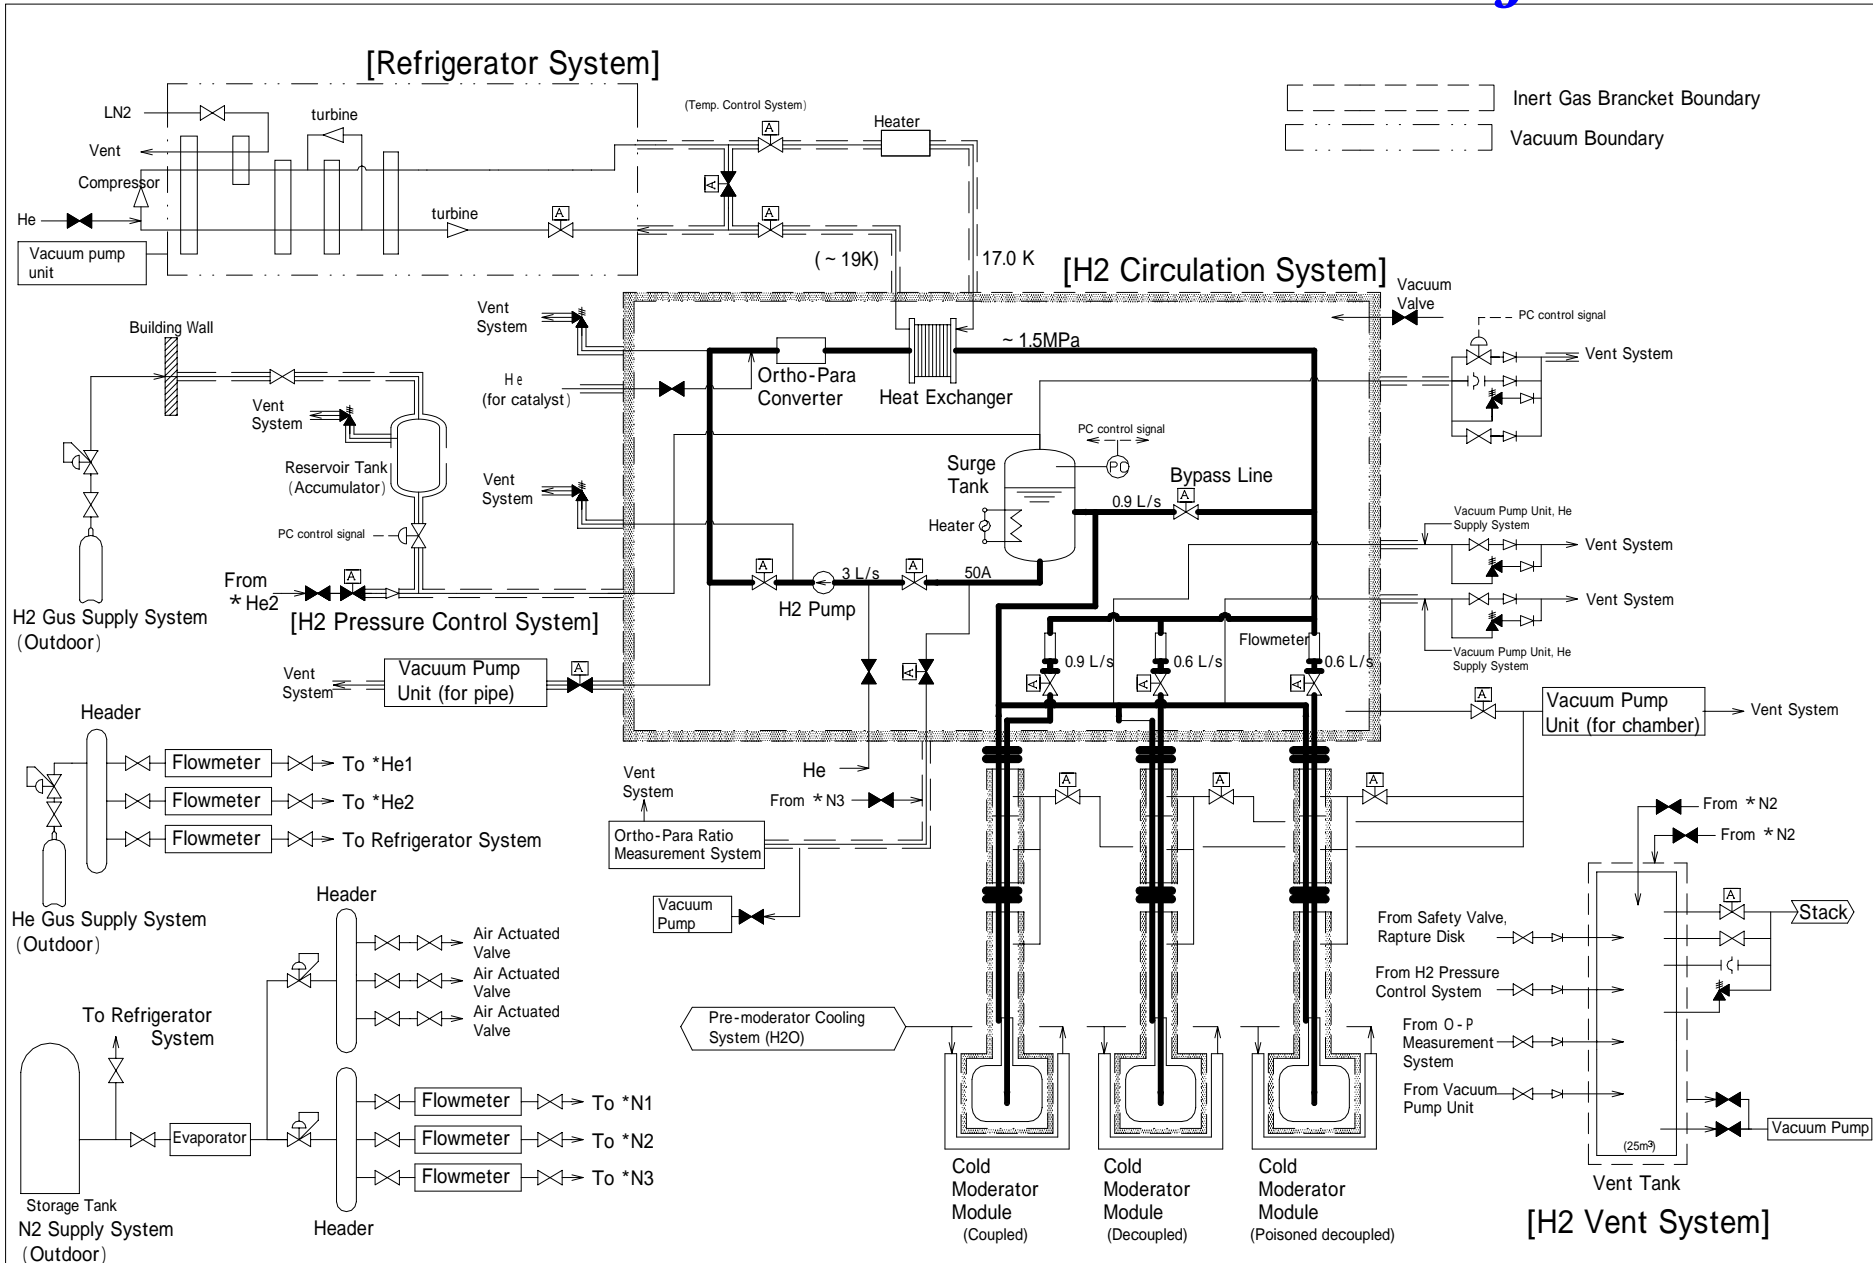 [Refrigerator System]
LN2
turbine
Vent
Compressor
He
turbine
A
Vacuum pump
unit
(Temp. Control System)
A
Heater
A
A
(~19K)
17.0 K
Inert Gas Brancket Boundary
Vacuum Boundary
[H2 Circulation System]
Vacuum
Valve
PC control signal
Vent System
Building Wall
Vent
System
~1.5MPa
He
(for catalyst)
Ortho-Para
Converter
Heat Exchanger
Vent
System
Reservoir Tank
(Accumulator)
PC control signal
Vent
System
PC control signal
PC
Surge
Tank
Heater
0.9 L/s
Bypass Line
A
Vacuum Pump Unit, He
Supply System
Vent System
Vent System
Vacuum Pump Unit, He
Supply System
From
*He2
A
[H2 Pressure Control System]
H2 Gus Supply System
(Outdoor)
A
3 L/s
A
50A
H2 Pump
Flowmeter
0.9 L/s
0.6 L/s
0.6 L/s
A
A
A
A
Vent
System
Vacuum Pump
Unit (for pipe)
A
A
Vacuum Pump
Unit (for chamber)
Vent System
Header
Flowmeter
To *He1
Flowmeter
To *He2
Flowmeter
To Refrigerator System
He Gus Supply System
(Outdoor)
He
Vent
System
From *N3
Ortho-Para Ratio
Measurement System
Vacuum
Pump
A
A
A
From *N2
From *N2
Header
Air Actuated
Valve
Air Actuated
Valve
Air Actuated
Valve
To Refrigerator
System
Evaporator
Flowmeter
To *N1
Flowmeter
To *N2
Flowmeter
To *N3
Header
Storage Tank
N2 Supply System
(Outdoor)
Pre-moderator Cooling
System (H2O)
Cold
Moderator
Module
(Coupled)
Cold
Moderator
Module
(Decoupled)
Cold
Moderator
Module
(Poisoned decoupled)
From Safety Valve,
Rapture Disk
From H2 Pressure
Control System
From O-P
Measurement
System
From Vacuum
Pump Unit
A
Stack
Vacuum Pump
(25m³)
Vent Tank
[H2 Vent System]